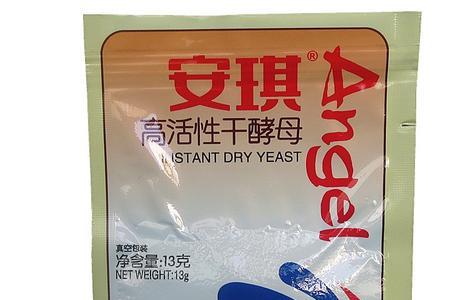 安琪®
Angel
高活性干酵母
INSTANT DRY YEAST
真空包装
净含量:13克
NET WEIGHT:13g